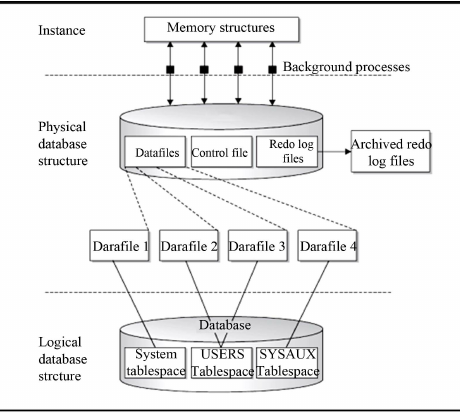 Instance
Memory structures
Background processes
Physical
database
structure
Datafiles
Control file
Redo log
files
Archived redo
log files
Darafile 1
Darafile 2
Darafile 3
Darafile 4
Database
Logical
database
strcture
System
tablespace
USERS
Tablespace
SYSAUX
Tablespace